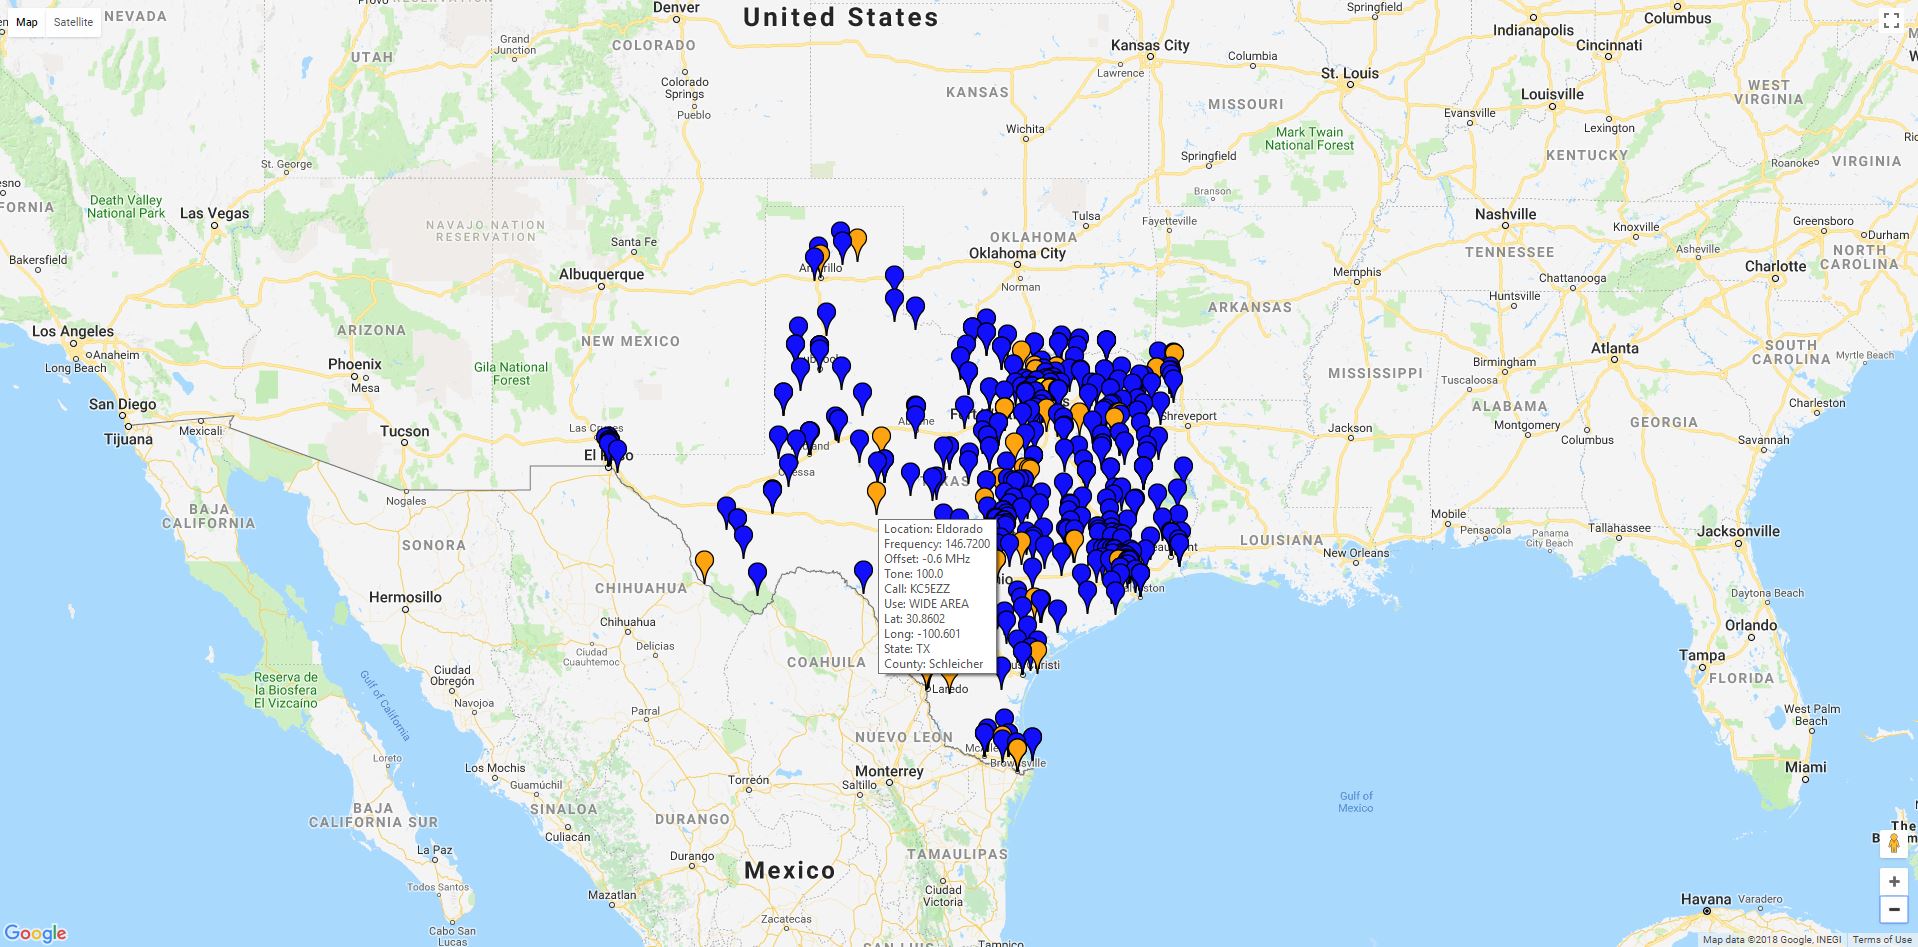 NEVADA
Denver
United States
Springfield
Columbus
Map
Satellite
Indianapolis
Cincinnati
Grand
Junction
UTAH
COLORADO
Kansas City
Lawrence
Columbia
St. Louis
Colorado
Springs
Pueblo
KANSAS
MISSOURI
Louisville
WEST
VIRGINIA
Evansville
Lexington
Wichita
Mark Twain
National Forest
Springfield
KENTUCKY
Roanoke
VIRGINIA
St. George
Death Valley
National Park
Las Vegas
NAVAJO NATION
RESERVATION
Santa Fe
Branson
Tulsa
Fayetteville
Nashville
Knoxville
Greensboro
Durham
OKLAHOMA
Oklahoma City
TENNESSEE
Asheville
NORTH
CAROLINA
Bakersfield
Albuquerque
Norman
Memphis
Chattanooga
Charlotte
Huntsville
ARKANSAS
Los Angeles
Anaheim
Long Beach
ARIZONA
NEW MEXICO
Phoenix
Mesa
Gila National
Forest
Atlanta
SOUTH
CAROLINA
Myrtle Beach
Birmingham
Tuscaloosa
MISSISSIPPI
ALABAMA
San Diego
Tijuana
Mexicali
Tucson
Las Cruces
Shreveport
Jackson
Montgomery
Columbus
GEORGIA
Charleston
Savannah
Nogales
BAJA
CALIFORNIA
SONORA
CHIHUAHUA
Hermosillo
Chihuahua
Delicias
Ciudad
Cuauhtemoc
COAHUILA
Mobile
Pensacola
Panama
City Beach
Tallahassee
Jacksonville
LOUISIANA
New Orleans
Location: Eldorado
Frequency: 146.7200
Offset: -0.6 MHz
Tone: 100.0
Call: KC5EZZ
Use: WIDE AREA
Lat: 30.8602
Long: -100.601
State: TX
County: Schleicher
Daytona Beach
Orlando
Tampa
FLORIDA
West Palm
Beach
Miami
Reserva de
la Biosfera
El Vizcaíno
Gulf of California
Ciudad
Obregón
Navojoa
Parral
Laredo
NUEVO LEON
Monterrey
Saltillo
Brownsville
Loreto
Los Mochis
Guamúchil
Torreón
BAJA
CALIFORNIA SUR
SINALOA
Culiacán
DURANGO
Durango
La Paz
Todos Santos
Mazatlan
Cabo San
Lucas
Mexico
TAMAULIPAS
Ciudad
Victoria
Zacatecas
Tampico
Gulf of
Mexico
Havana
Varadero
Google
Map data ©2018 Google, INEGI
Terms of Use